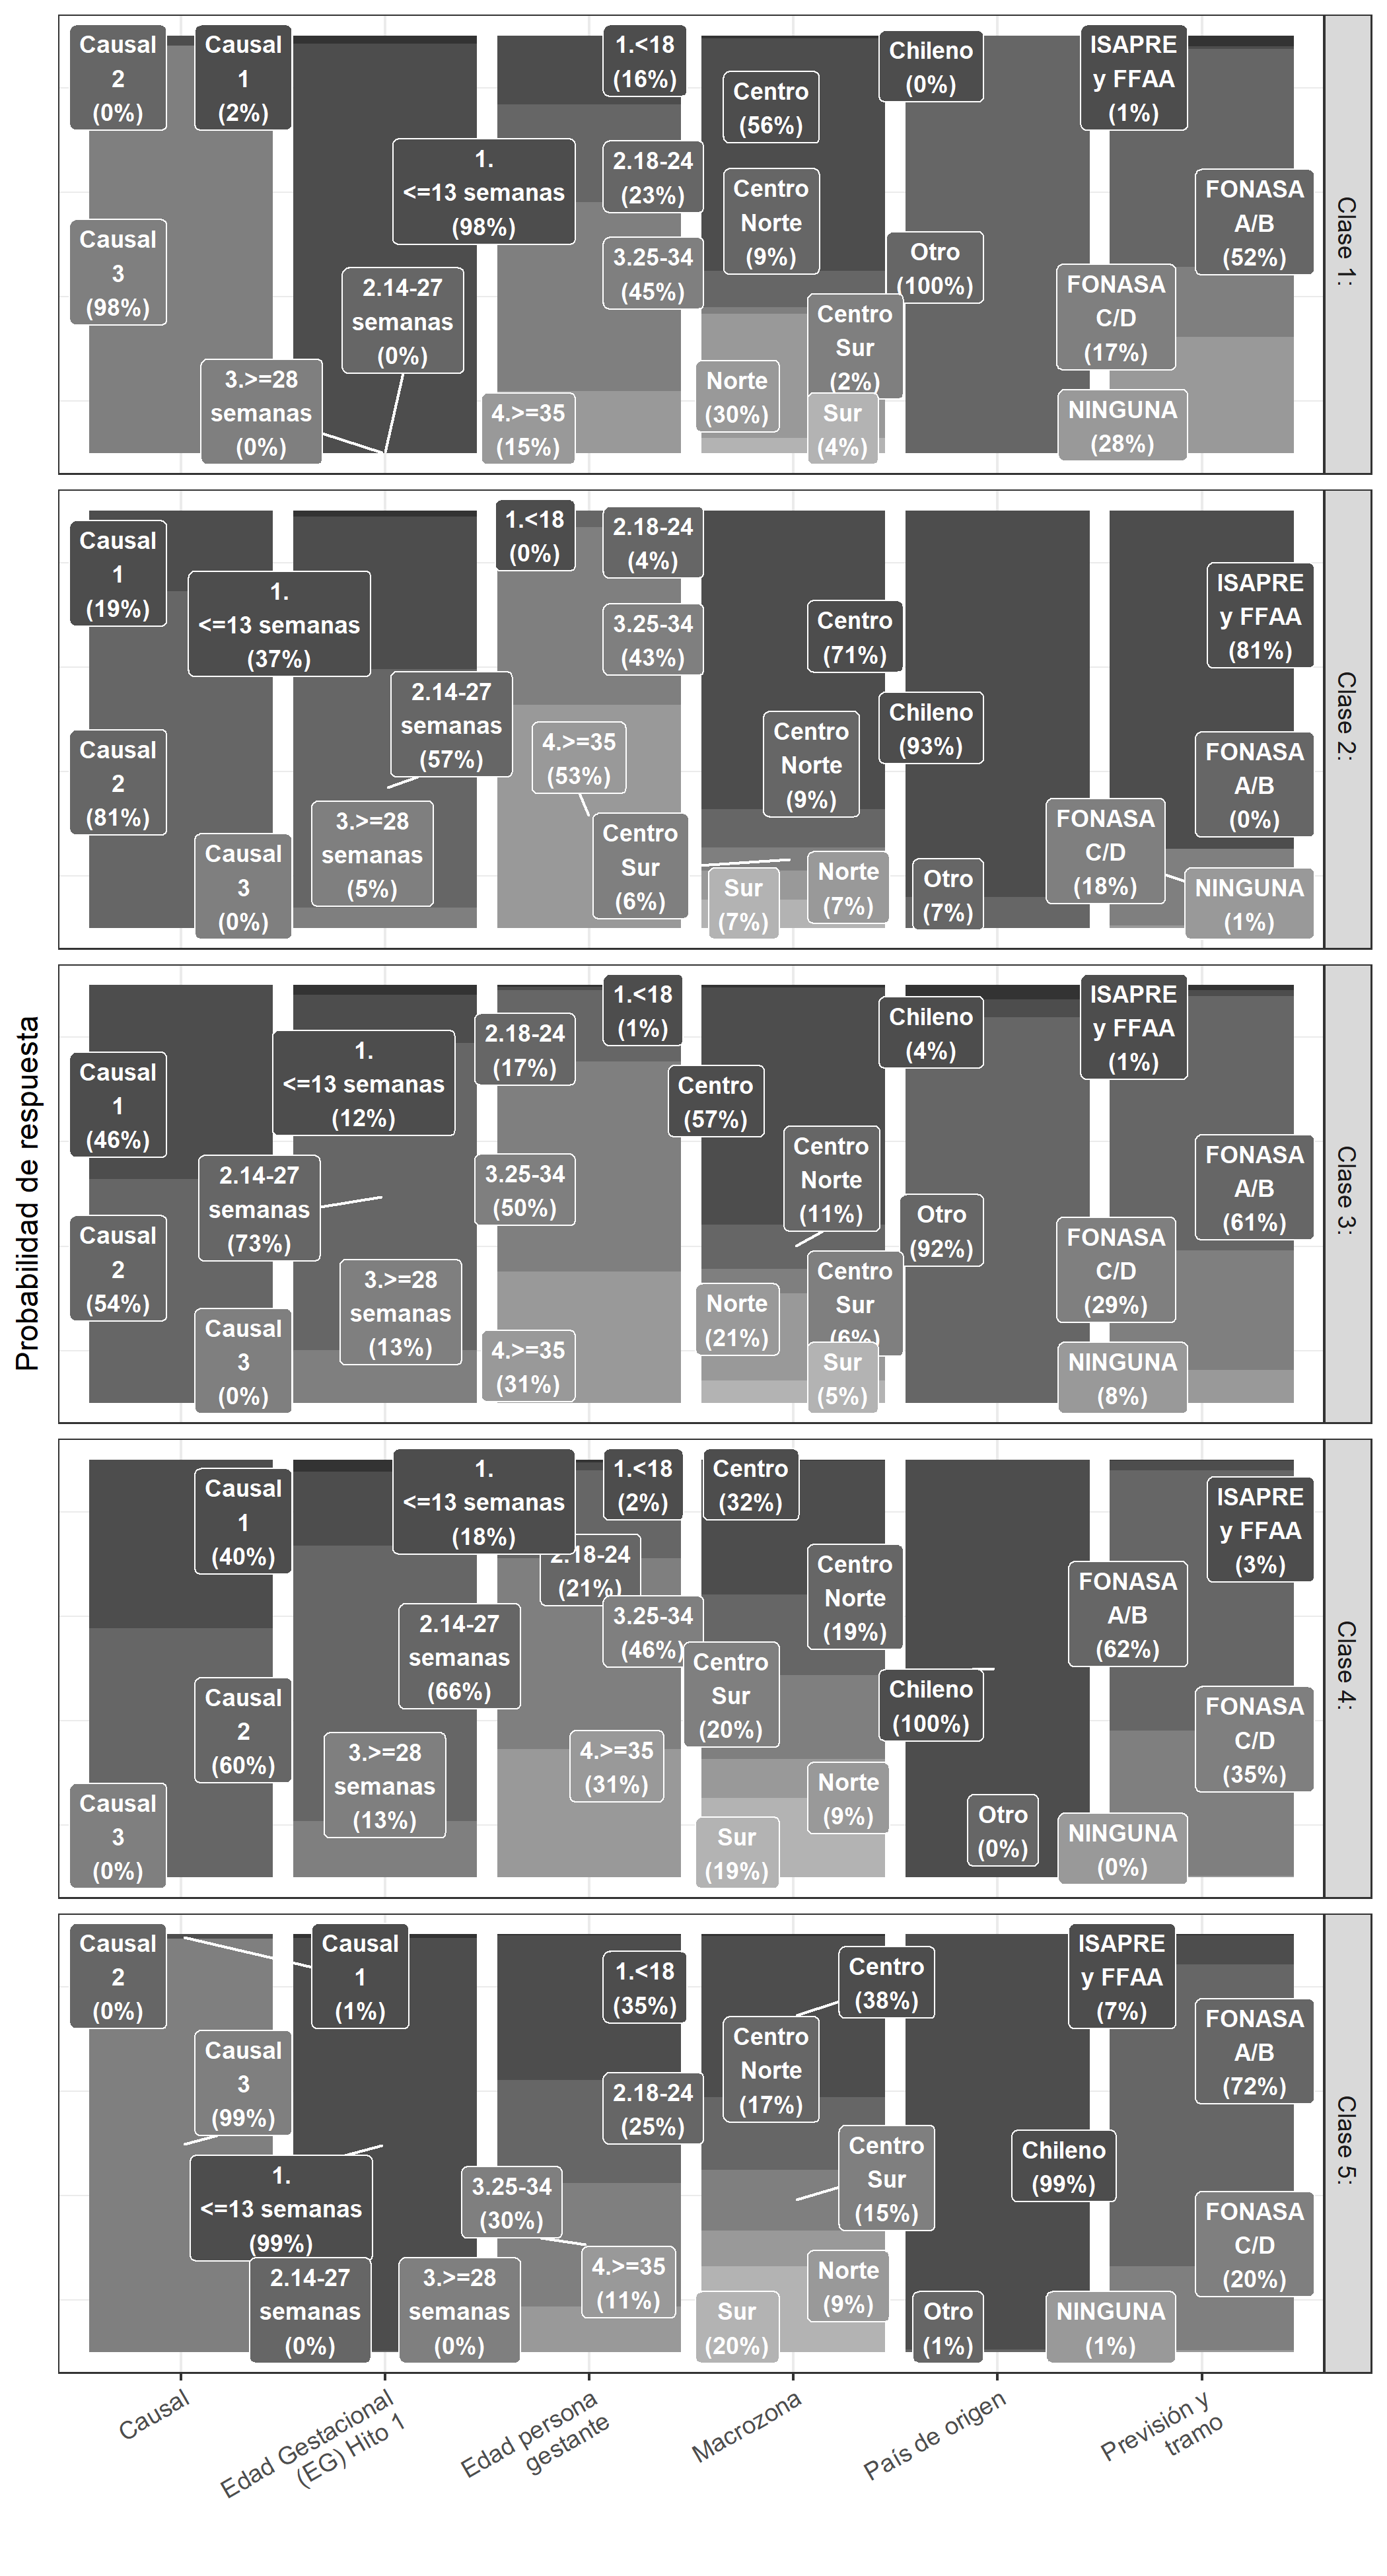 Probabilidad de respuesta
Causal
2
(0%)
Causal
1
(2%)
Causal
3
(98%)
1.
<=13 semanas
(98%)
2.14-27
semanas
(0%)
3.>=28
semanas
(0%)
1.<18
(16%)
2.18-24
(23%)
3.25-34
(45%)
4.>=35
(15%)
Centro
(56%)
Centro
Norte
(9%)
Centro
Sur
(2%)
Norte
(30%)
Sur
(4%)
Chileno
(0%)
Otro
(100%)
ISAPRE
y FFAA
(1%)
FONASA
A/B
(52%)
FONASA
C/D
(17%)
NINGUNA
(28%)
Clase 1:
Causal
1
(19%)
Causal
2
(81%)
Causal
3
(0%)
1.
<=13 semanas
(37%)
2.14-27
semanas
(57%)
3.>=28
semanas
(5%)
1.<18
(0%)
2.18-24
(4%)
3.25-34
(43%)
4.>=35
(53%)
Centro
(71%)
Centro
Norte
(9%)
Centro
Sur
(6%)
Norte
(7%)
Sur
(7%)
Chileno
(93%)
Otro
(7%)
ISAPRE
y FFAA
(81%)
FONASA
A/B
(0%)
FONASA
C/D
(18%)
NINGUNA
(1%)
Clase 2:
Causal
1
(46%)
Causal
2
(54%)
Causal
3
(0%)
1.
<=13 semanas
(12%)
2.14-27
semanas
(73%)
3.>=28
semanas
(13%)
1.<18
(1%)
2.18-24
(17%)
3.25-34
(50%)
4.>=35
(31%)
Centro
(57%)
Centro
Norte
(11%)
Centro
Sur
(6%)
Norte
(21%)
Sur
(5%)
Chileno
(4%)
Otro
(92%)
ISAPRE
y FFAA
(1%)
FONASA
A/B
(61%)
FONASA
C/D
(29%)
NINGUNA
(8%)
Clase 3:
Causal
1
(40%)
Causal
2
(60%)
Causal
3
(0%)
1.
<=13 semanas
(18%)
2.14-27
semanas
(66%)
3.>=28
semanas
(13%)
1.<18
(2%)
2.18-24
(21%)
3.25-34
(46%)
4.>=35
(31%)
Centro
(32%)
Centro
Norte
(19%)
Centro
Sur
(20%)
Norte
(9%)
Sur
(19%)
Chileno
(100%)
Otro
(0%)
ISAPRE
y FFAA
(3%)
FONASA
A/B
(62%)
FONASA
C/D
(35%)
NINGUNA
(0%)
Clase 4:
Causal
2
(0%)
Causal
1
(1%)
Causal
3
(99%)
1.
<=13 semanas
(99%)
2.14-27
semanas
(0%)
3.>=28
semanas
(0%)
1.<18
(35%)
2.18-24
(25%)
3.25-34
(30%)
4.>=35
(11%)
Centro
(38%)
Centro
Norte
(17%)
Centro
Sur
(15%)
Norte
(9%)
Sur
(20%)
Chileno
(99%)
Otro
(1%)
ISAPRE
y FFAA
(7%)
FONASA
A/B
(72%)
FONASA
C/D
(20%)
NINGUNA
(1%)
Clase 5:
Causal
Edad Gestacional
(EG) Hito 1
Edad persona
gestante
Macrozona
País de origen
Previsión y
tramo